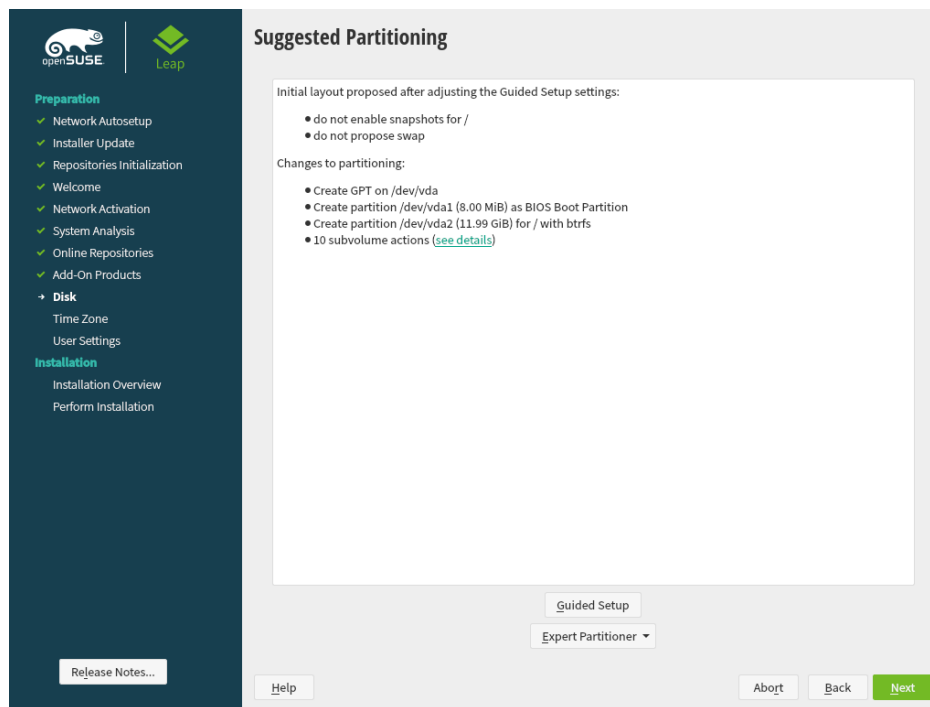 openSUSE
Leap
Preparation
Network Autosetup
Installer Update
Repositories Initialization
Welcome
Network Activation
System Analysis
Online Repositories
Add-On Products
Disk
Time Zone
User Settings
Installation
Installation Overview
Perform Installation
Release Notes...
Suggested Partitioning
Initial layout proposed after adjusting the Guided Setup settings:
do not enable snapshots for /
do not propose swap
Changes to partitioning:
Create GPT on /dev/vda
Create partition /dev/vda1 (8.00 MiB) as BIOS Boot Partition
Create partition /dev/vda2 (11.99 GiB) for / with btrfs
10 subvolume actions (see details)
Guided Setup
Expert Partitioner
Help
Abort
Back
Next